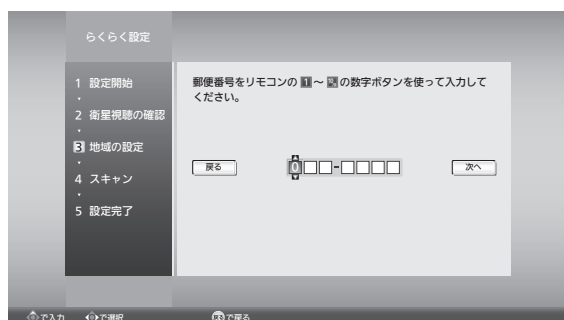 らくらく設定
1 設定開始
2 衛星視聴の確認
3 地域の設定
4 スキャン
5 設定完了
郵便番号をリモコンの 1 ～ の数字ボタンを使って入力して
ください。
戻る
0 -
次へ
で入力 で選択 で戻る